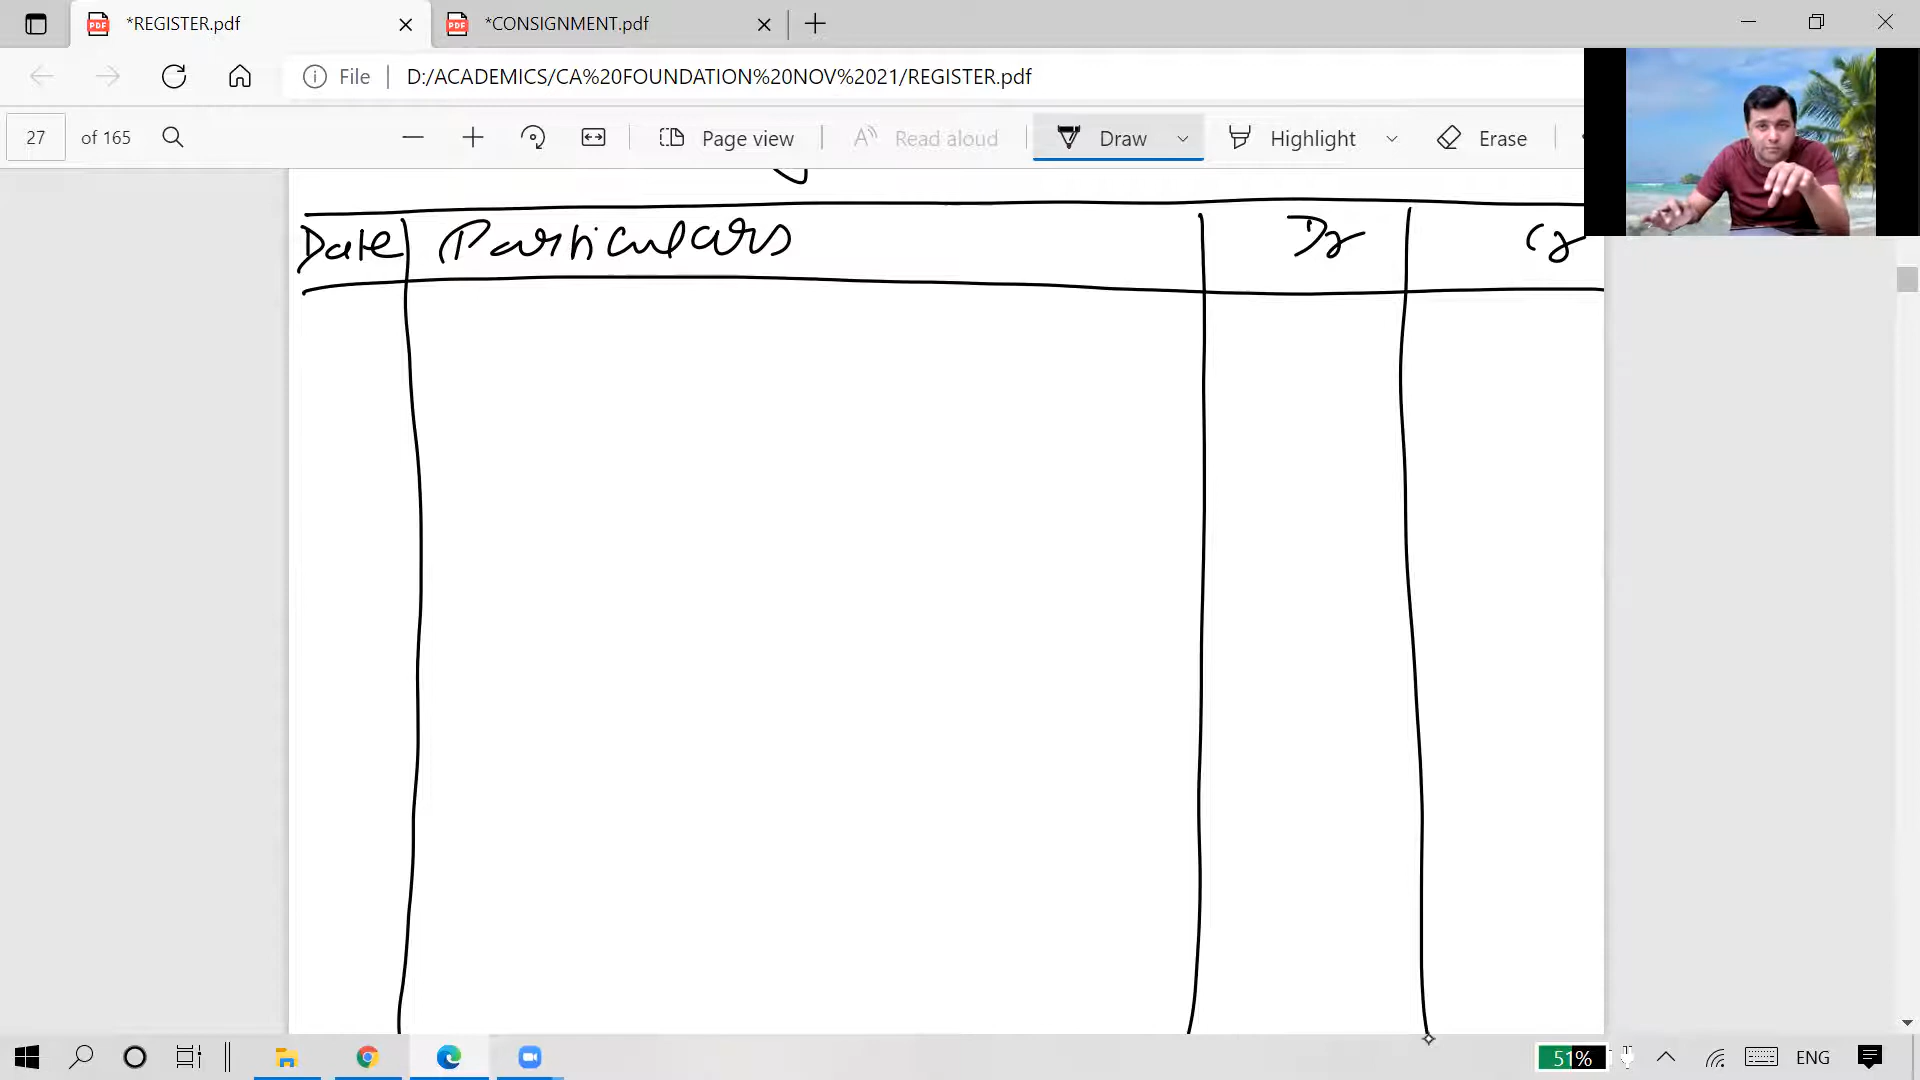 *REGISTER.pdf *CONSIGNMENT.pdf
File D:/ACADEMICS/CA%20FOUNDATION%20NOV%2021/REGISTER.pdf
27 of 165 Page view Read aloud Draw Highlight Erase
Date Particulars Dr Cr
51% ENG